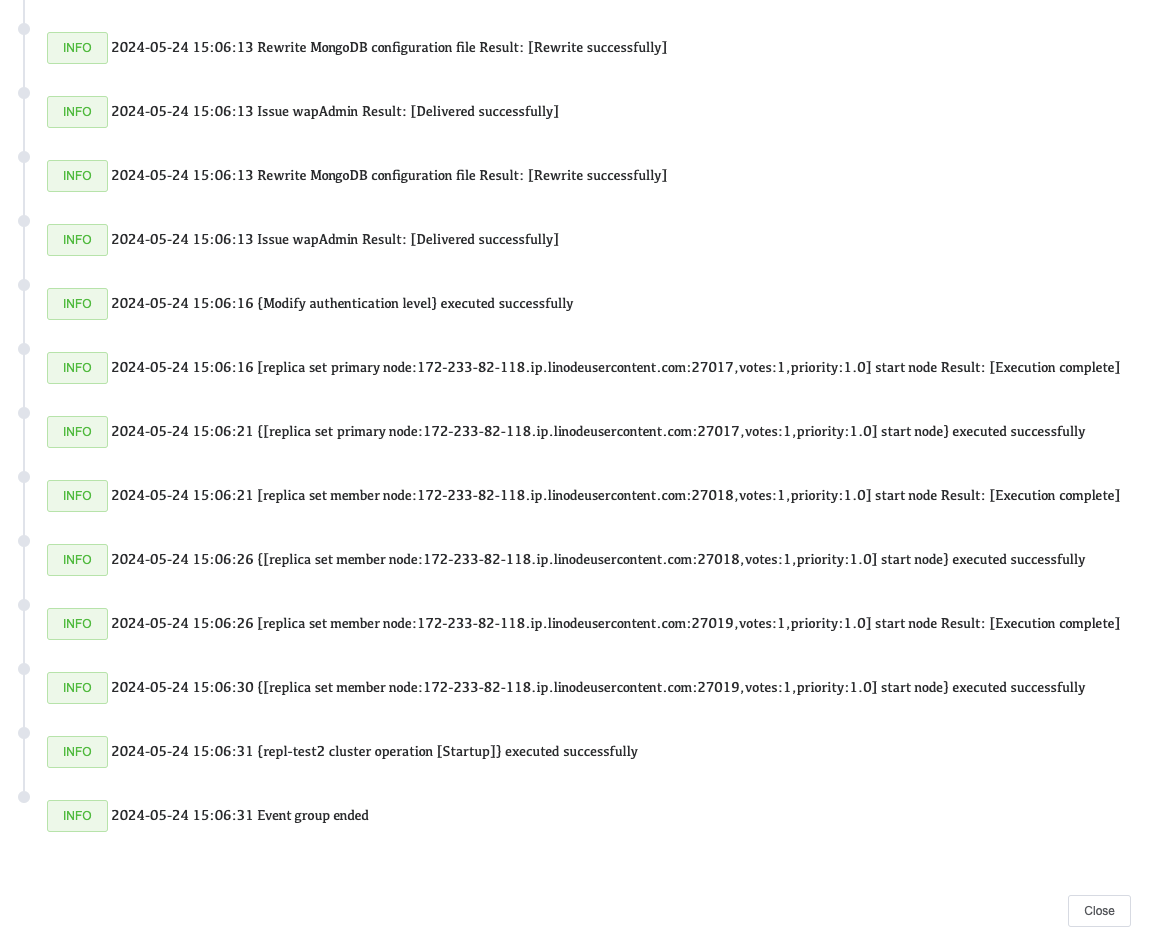 INFO 2024-05-24 15:06:13 Rewrite MongoDB configuration file Result: [Rewrite successfully]
INFO 2024-05-24 15:06:13 Issue wapAdmin Result: [Delivered successfully]
INFO 2024-05-24 15:06:13 Rewrite MongoDB configuration file Result: [Rewrite successfully]
INFO 2024-05-24 15:06:13 Issue wapAdmin Result: [Delivered successfully]
INFO 2024-05-24 15:06:16 {Modify authentication level} executed successfully
INFO 2024-05-24 15:06:16 [replica set primary node:172-233-82-118.ip.linodeusercontent.com:27017,votes:1,priority:1.0] start node Result: [Execution complete]
INFO 2024-05-24 15:06:21 {[replica set primary node:172-233-82-118.ip.linodeusercontent.com:27017,votes:1,priority:1.0] start node} executed successfully
INFO 2024-05-24 15:06:21 [replica set member node:172-233-82-118.ip.linodeusercontent.com:27018,votes:1,priority:1.0] start node Result: [Execution complete]
INFO 2024-05-24 15:06:26 {[replica set member node:172-233-82-118.ip.linodeusercontent.com:27018,votes:1,priority:1.0] start node} executed successfully
INFO 2024-05-24 15:06:26 [replica set member node:172-233-82-118.ip.linodeusercontent.com:27019,votes:1,priority:1.0] start node Result: [Execution complete]
INFO 2024-05-24 15:06:30 {[replica set member node:172-233-82-118.ip.linodeusercontent.com:27019,votes:1,priority:1.0] start node} executed successfully
INFO 2024-05-24 15:06:31 {repl-test2 cluster operation [Startup]} executed successfully
INFO 2024-05-24 15:06:31 Event group ended
Close